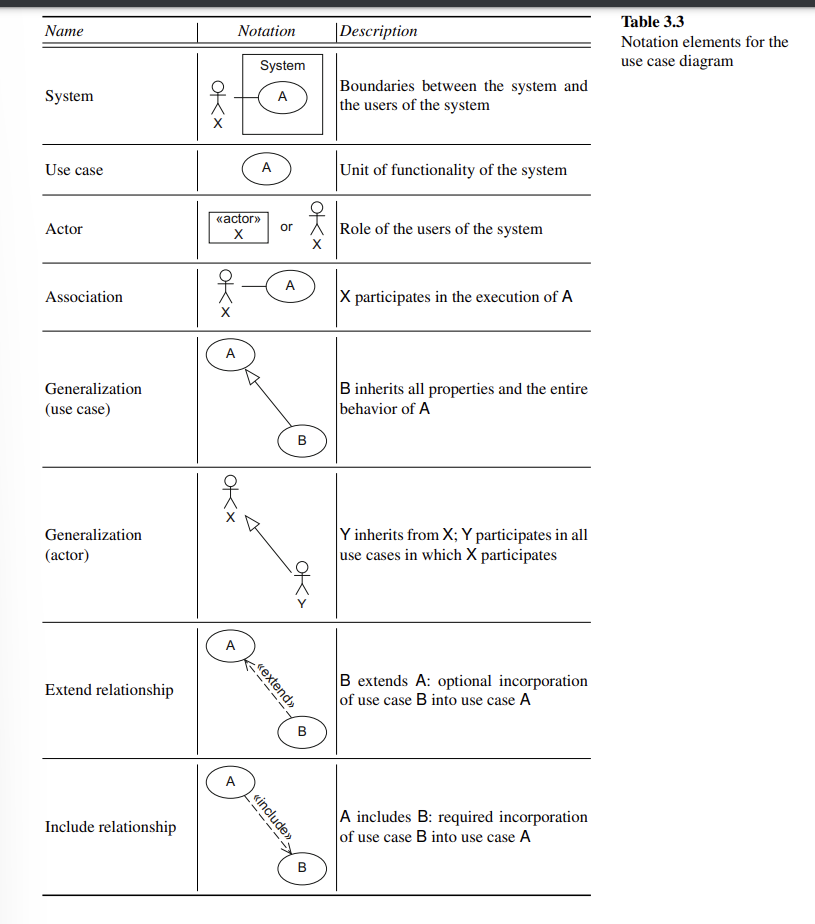 Name Notation Description
System
System
A
X
Boundaries between the system and
the users of the system
Use case
A
Unit of functionality of the system
Actor
«actor»
X
or
X
Role of the users of the system
Association
A
X
X participates in the execution of A
Generalization
(use case)
A
B
B inherits all properties and the entire
behavior of A
Generalization
(actor)
X
Y
Y inherits from X; Y participates in all
use cases in which X participates
Extend relationship
A
«extend»
B
B extends A: optional incorporation
of use case B into use case A
Include relationship
A
«include»
B
A includes B: required incorporation
of use case B into use case A
Table 3.3
Notation elements for the
use case diagram